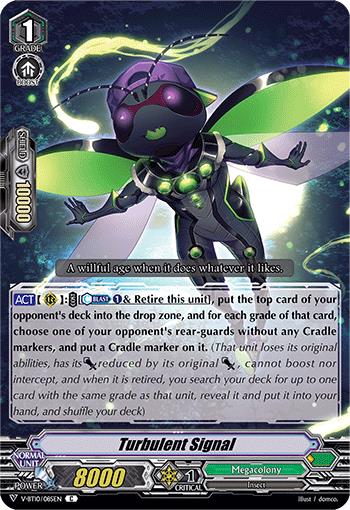 1
GRADE
BOOST
SHIELD 10000
A willful age when it does whatever it likes.
ACT (RC) 1: COST [C BLAST 1 & Retire this unit], put the top card of your
opponent's deck into the drop zone, and for each grade of that card,
choose one of your opponent's rear-guards without any Cradle
markers, and put a Cradle marker on it. (That unit loses its original
abilities, has its reduced by its original , cannot boost nor
intercept, and when it is retired, you search your deck for up to one
card with the same grade as that unit, reveal it and put it into your
hand, and shuffle your deck)
Turbulent Signal
NORMAL
UNIT
POWER 8000
1
CRITICAL
Megacolony
Insect
V-BT10/085EN C
Illust / domco.